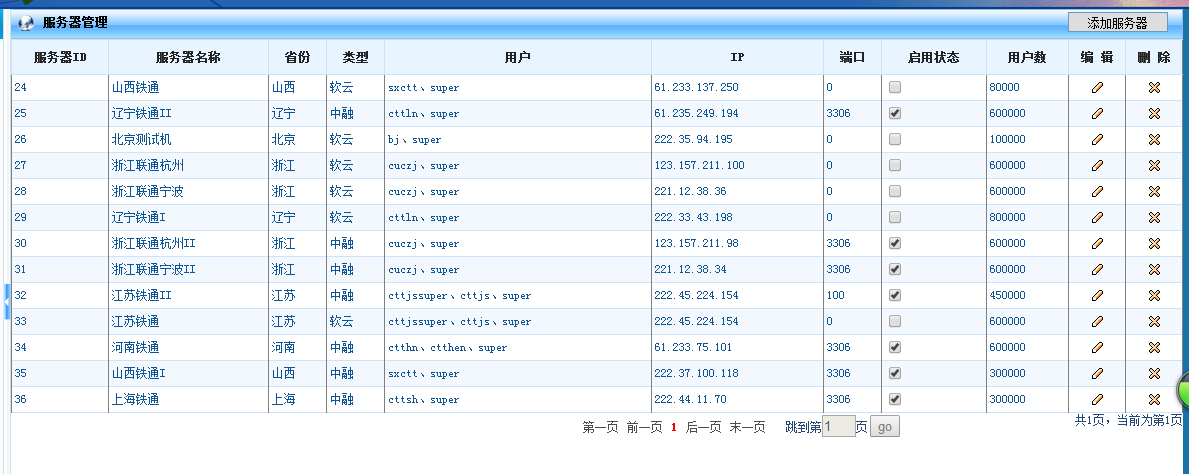 服务器管理 添加服务器
服务器ID 服务器名称 省份 类型 用户 IP 端口 启用状态 用户数 编 辑 删 除
24 山西铁通 山西 软云 sxctt、super 61.233.137.250 0 80000
25 辽宁铁通II 辽宁 中融 cttln、super 61.235.249.194 3306 600000
26 北京测试机 北京 软云 bj、super 222.35.94.195 0 100000
27 浙江联通杭州 浙江 软云 cuczj、super 123.157.211.100 0 600000
28 浙江联通宁波 浙江 软云 cuczj、super 221.12.38.36 0 600000
29 辽宁铁通I 辽宁 软云 cttln、super 222.33.43.198 0 800000
30 浙江联通杭州II 浙江 中融 cuczj、super 123.157.211.98 3306 600000
31 浙江联通宁波II 浙江 中融 cuczj、super 221.12.38.34 3306 600000
32 江苏铁通II 江苏 中融 cttjssuper、cttjs、super 222.45.224.154 100 450000
33 江苏铁通 江苏 软云 cttjssuper、cttjs、super 222.45.224.154 0 600000
34 河南铁通 河南 中融 ctthn、ctthen、super 61.233.75.101 3306 600000
35 山西铁通I 山西 中融 sxctt、super 222.37.100.118 3306 300000
36 上海铁通 上海 中融 cttsh、super 222.44.11.70 3306 300000
第一页 前一页 1 后一页 末一页 跳到第1页 go 共1页，当前为第1页